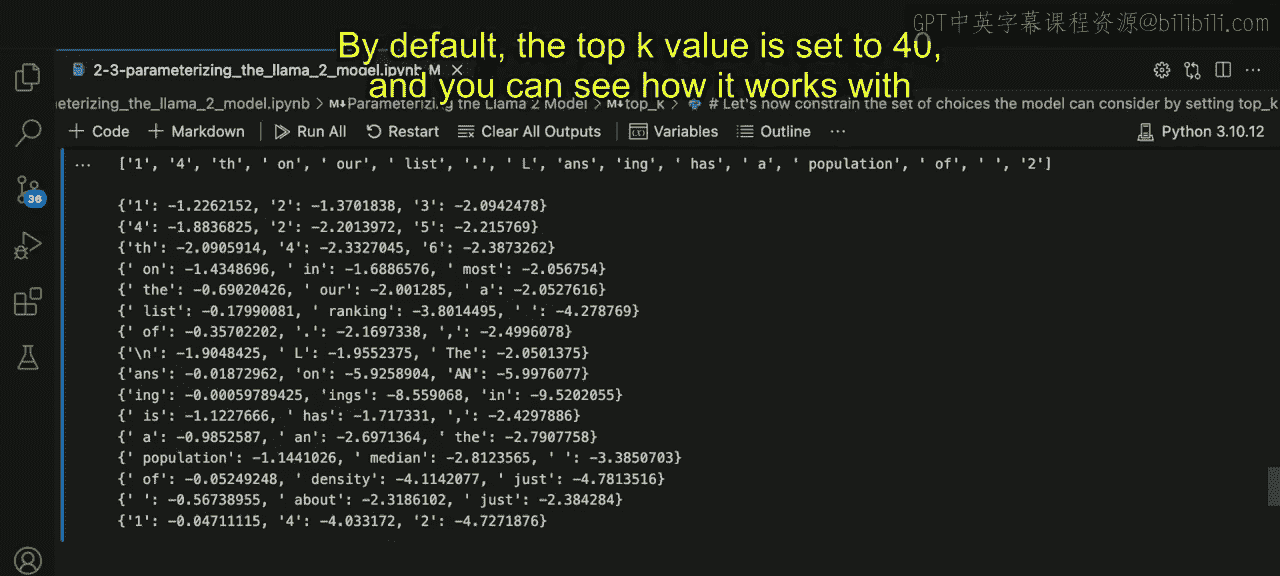 GPT中英字幕课程资源@bilibili.com
By default, the top k value is set to 40,
2-3-parameterizing_the_llama_2_model.ipynb M
and you can see how it works with
eterizing_the_llama_2_model.ipynb > M↓Parameterizing the Llama 2 Model > M↓top_k > # Let's now constrain the set of choices the model can consider by setting top_k
+ Code + Markdown Run All Restart Clear All Outputs Variables Outline ··· Python 3.10.12
··· ['1', '4', 'th', ' on', ' our', ' list', '.', ' L', 'ans', 'ing', ' has', ' a', ' population', ' of', ' ', '2']
{'1': -1.2262152, '2': -1.3701838, '3': -2.0942478}
{'4': -1.8836825, '2': -2.2013972, '5': -2.215769}
{'th': -2.0905914, '4': -2.3327045, '6': -2.3873262}
{' on': -1.4348696, ' in': -1.6886576, ' most': -2.056754}
{' the': -0.69020426, ' our': -2.001285, ' a': -2.0527616}
{' list': -0.17990081, ' ranking': -3.8014495, ' ': -4.278769}
{' of': -0.35702202, '.': -2.1697338, ',': -2.4996078}
{'\n': -1.9048425, ' L': -1.9552375, ' The': -2.0501375}
{'ans': -0.01872962, 'on': -5.9258904, 'AN': -5.9976077}
{'ing': -0.00059789425, 'ings': -8.559068, 'in': -9.5202055}
{' is': -1.1227666, ' has': -1.717331, ',': -2.4297886}
{' a': -0.9852587, ' an': -2.6971364, ' the': -2.7907758}
{' population': -1.1441026, ' median': -2.8123565, ' ': -3.3850703}
{' of': -0.05249248, ' density': -4.1142077, ' just': -4.7813516}
{' ': -0.56738955, ' about': -2.3186102, ' just': -2.384284}
{'1': -0.04711115, '4': -4.033172, '2': -4.7271876}
36